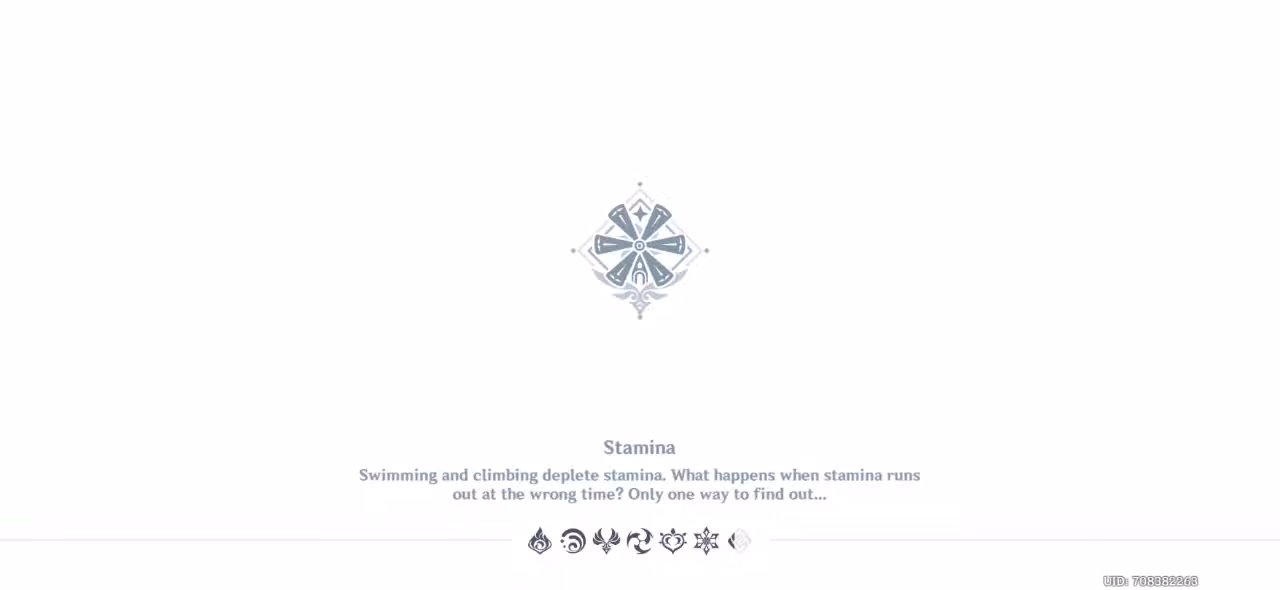 Stamina
Swimming and climbing deplete stamina. What happens when stamina runs
out at the wrong time? Only one way to find out...
UID: 708382263